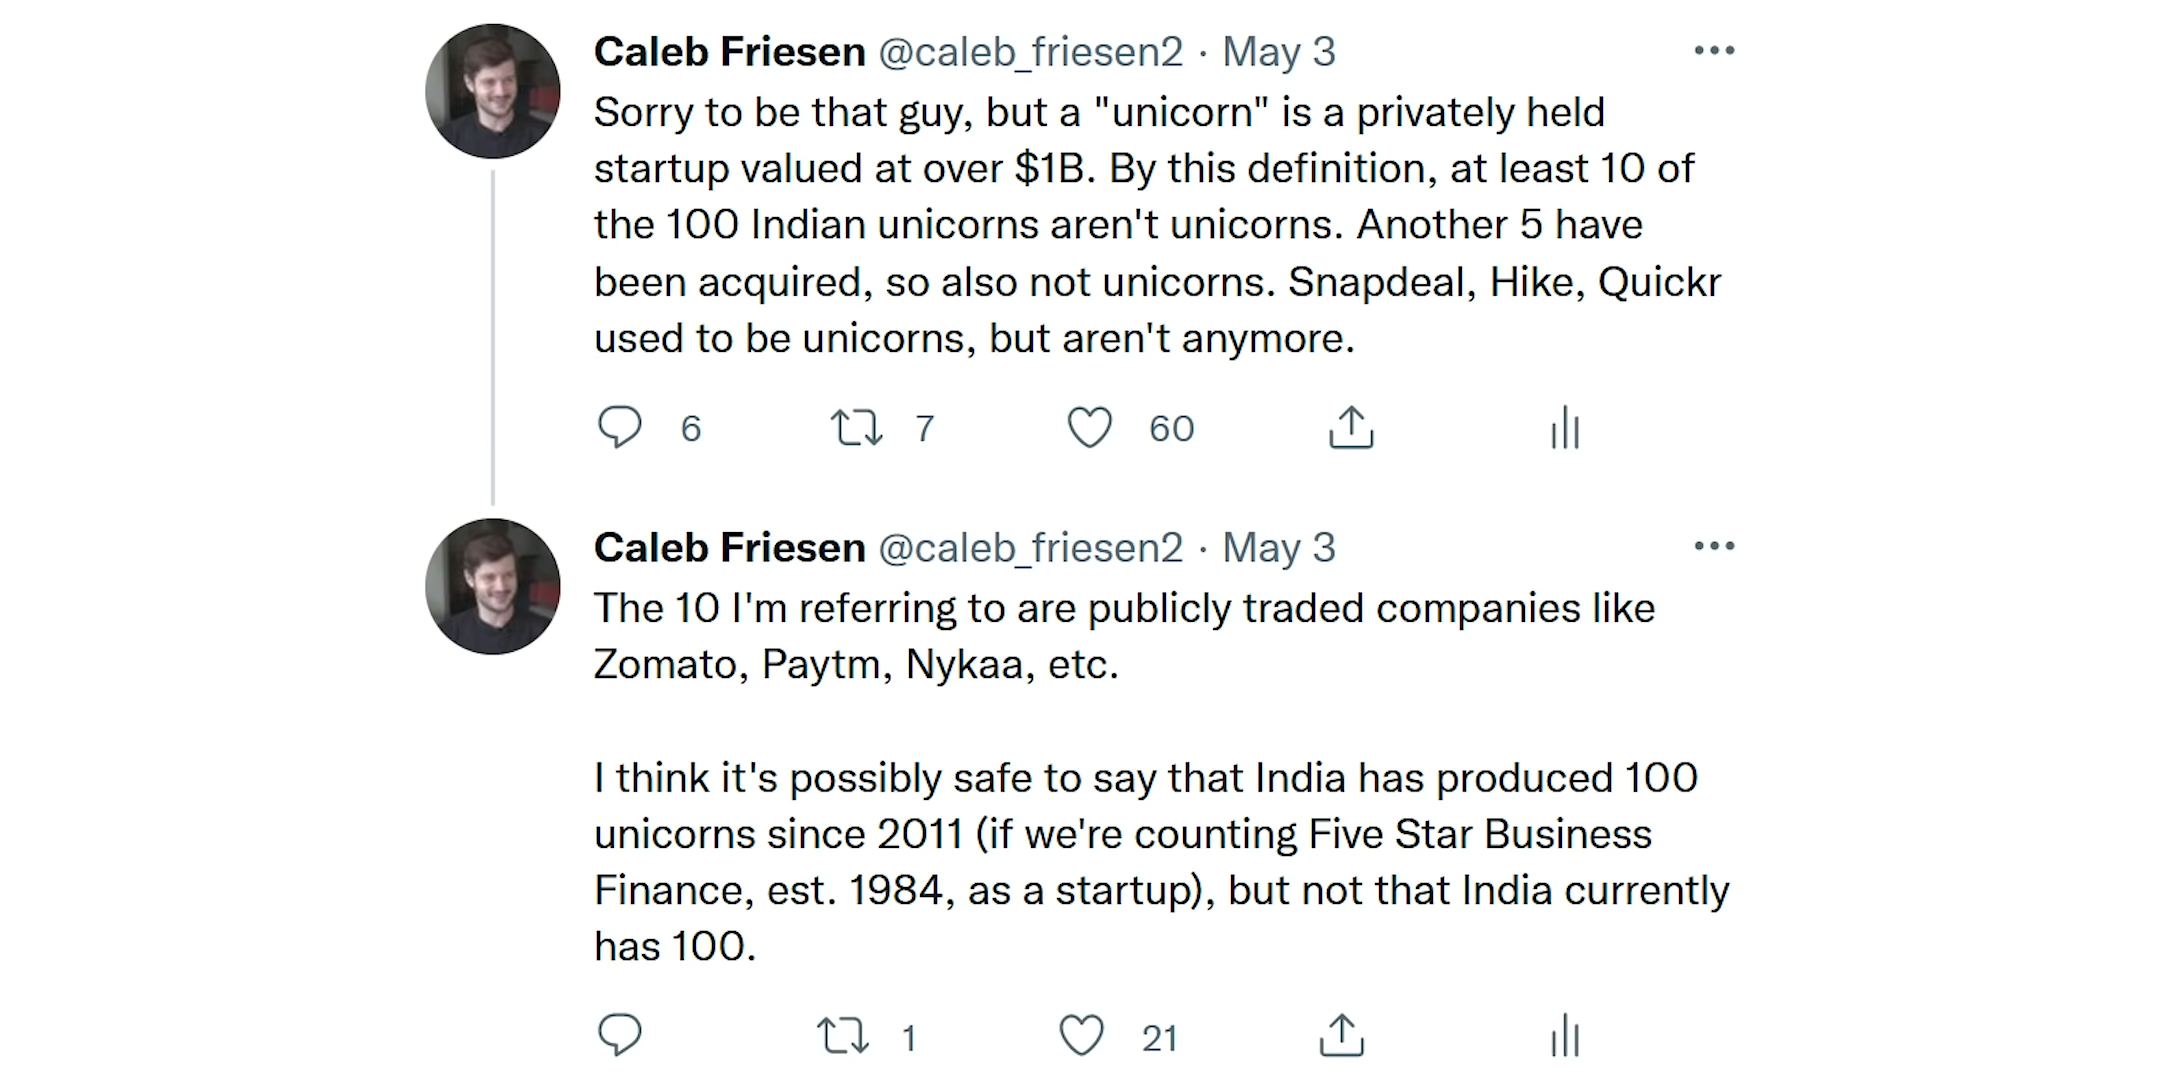 Caleb Friesen @caleb_friesen2 · May 3
Sorry to be that guy, but a "unicorn" is a privately held
startup valued at over $1B. By this definition, at least 10 of
the 100 Indian unicorns aren't unicorns. Another 5 have
been acquired, so also not unicorns. Snapdeal, Hike, Quickr
used to be unicorns, but aren't anymore.
6 7 60
Caleb Friesen @caleb_friesen2 · May 3
The 10 I'm referring to are publicly traded companies like
Zomato, Paytm, Nykaa, etc.
I think it's possibly safe to say that India has produced 100
unicorns since 2011 (if we're counting Five Star Business
Finance, est. 1984, as a startup), but not that India currently
has 100.
1 21